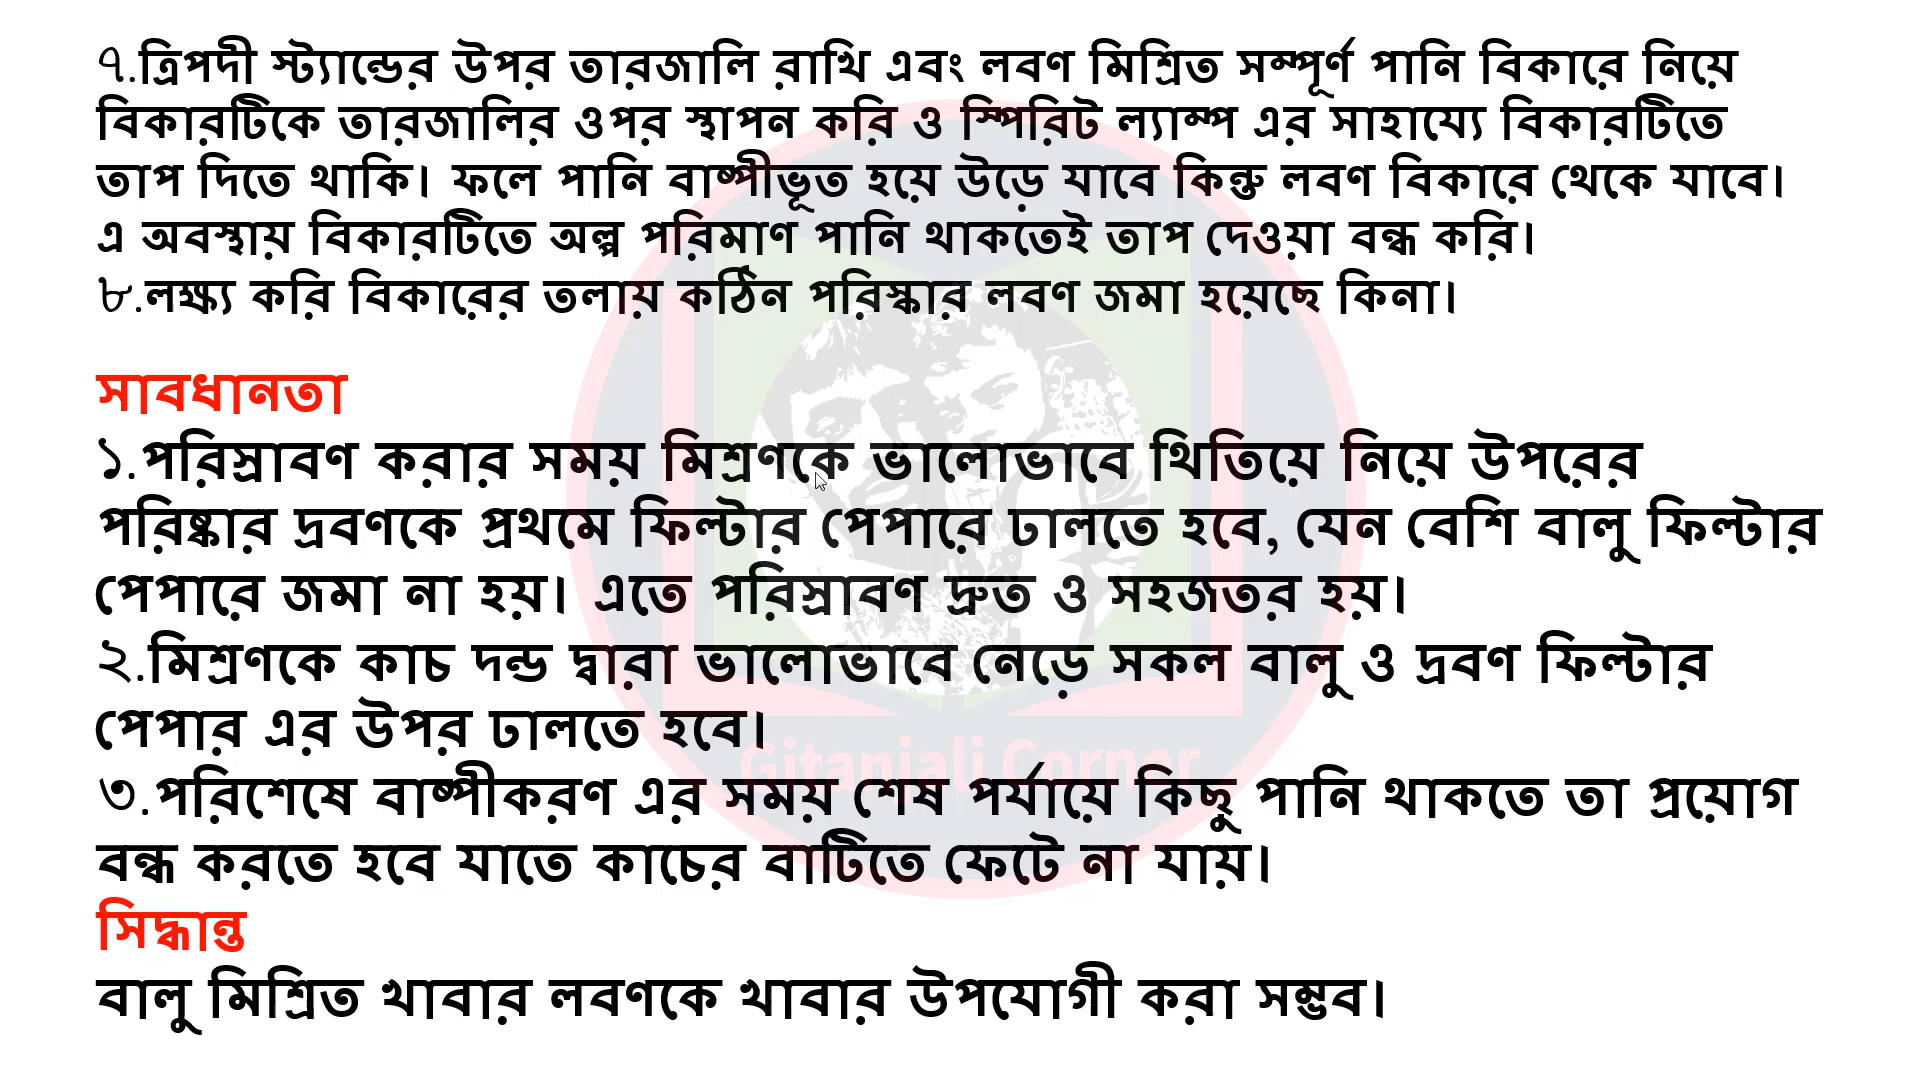 ৭.ত্রিপদী স্ট্যান্ডের উপর তারজালি রাখি এবং লবণ মিশ্রিত সম্পূর্ণ পানি বিকারে নিয়ে
বিকারটিকে তারজালির ওপর স্থাপন করি ও স্পিরিট ল্যাম্প এর সাহায্যে বিকারটিতে
তাপ দিতে থাকি। ফলে পানি বাষ্পীভূত হয়ে উড়ে যাবে কিন্তু লবণ বিকারে থেকে যাবে।
এ অবস্থায় বিকারটিতে অল্প পরিমাণ পানি থাকতেই তাপ দেওয়া বন্ধ করি।
৮.লক্ষ্য করি বিকারের তলায় কঠিন পরিস্কার লবণ জমা হয়েছে কিনা।
সাবধানতা
১.পরিস্রাবণ করার সময় মিশ্রণকে ভালোভাবে থিতিয়ে নিয়ে উপরের
পরিষ্কার দ্রবণকে প্রথমে ফিল্টার পেপারে ঢালতে হবে, যেন বেশি বালু ফিল্টার
পেপারে জমা না হয়। এতে পরিস্রাবণ দ্রুত ও সহজতর হয়।
২.মিশ্রণকে কাচ দন্ড দ্বারা ভালোভাবে নেড়ে সকল বালু ও দ্রবণ ফিল্টার
পেপার এর উপর ঢালতে হবে।
Gitanjali Corner
৩.পরিশেষে বাষ্পীকরণ এর সময় শেষ পর্যায়ে কিছু পানি থাকতে তা প্রয়োগ
বন্ধ করতে হবে যাতে কাচের বাটিতে ফেটে না যায়।
সিদ্ধান্ত
বালু মিশ্রিত খাবার লবণকে খাবার উপযোগী করা সম্ভব।